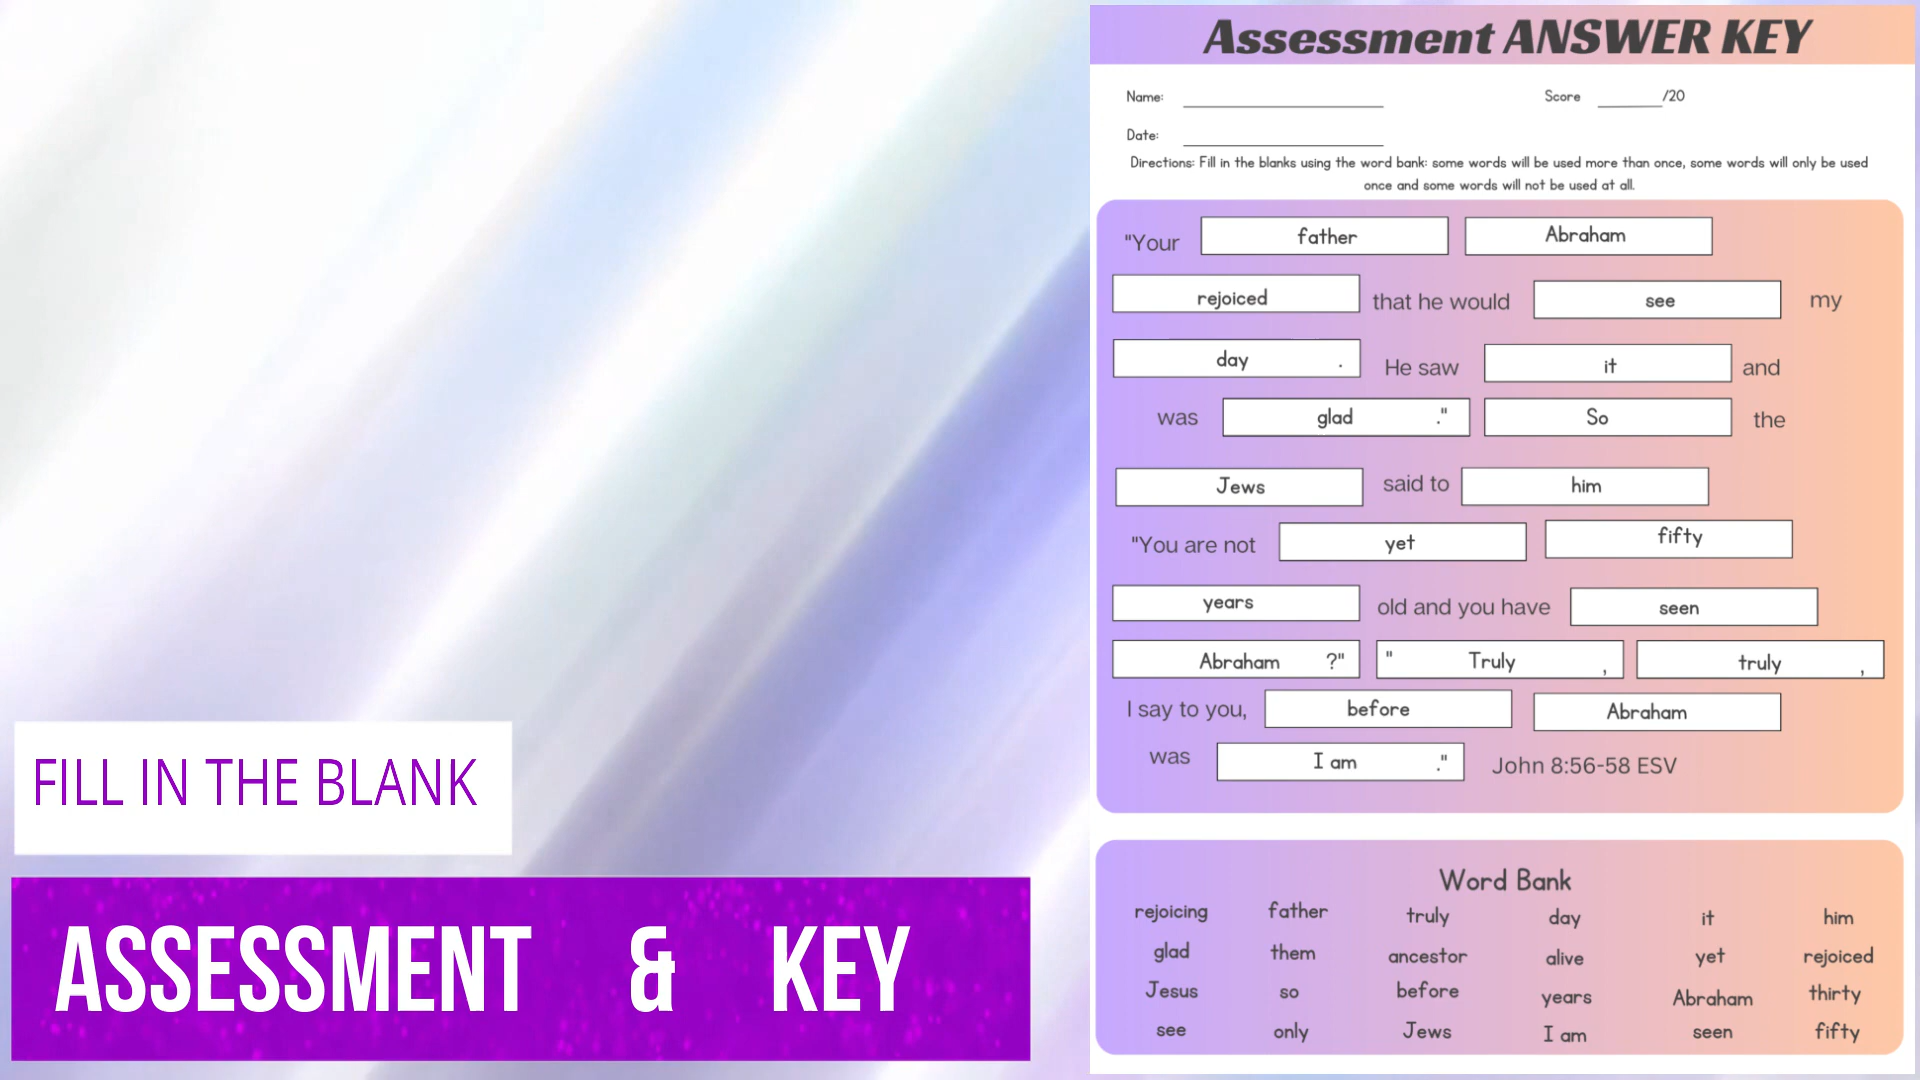 FILL IN THE BLANK
ASSESSMENT & KEY
Assessment ANSWER KEY
Name: Score /20
Date:
Directions: Fill in the blanks using the word bank: some words will be used more than once, some words will only be used
once and some words will not be used at all.
"Your father Abraham
rejoiced that he would see my
day . He saw it and
was glad ." So the
Jews said to him
"You are not yet fifty
years old and you have seen
Abraham ?" " Truly , truly ,
I say to you, before Abraham
was I am ." John 8:56-58 ESV
Word Bank
rejoicing father truly day it him
glad them ancestor alive yet rejoiced
Jesus so before years Abraham thirty
see only Jews I am seen fifty